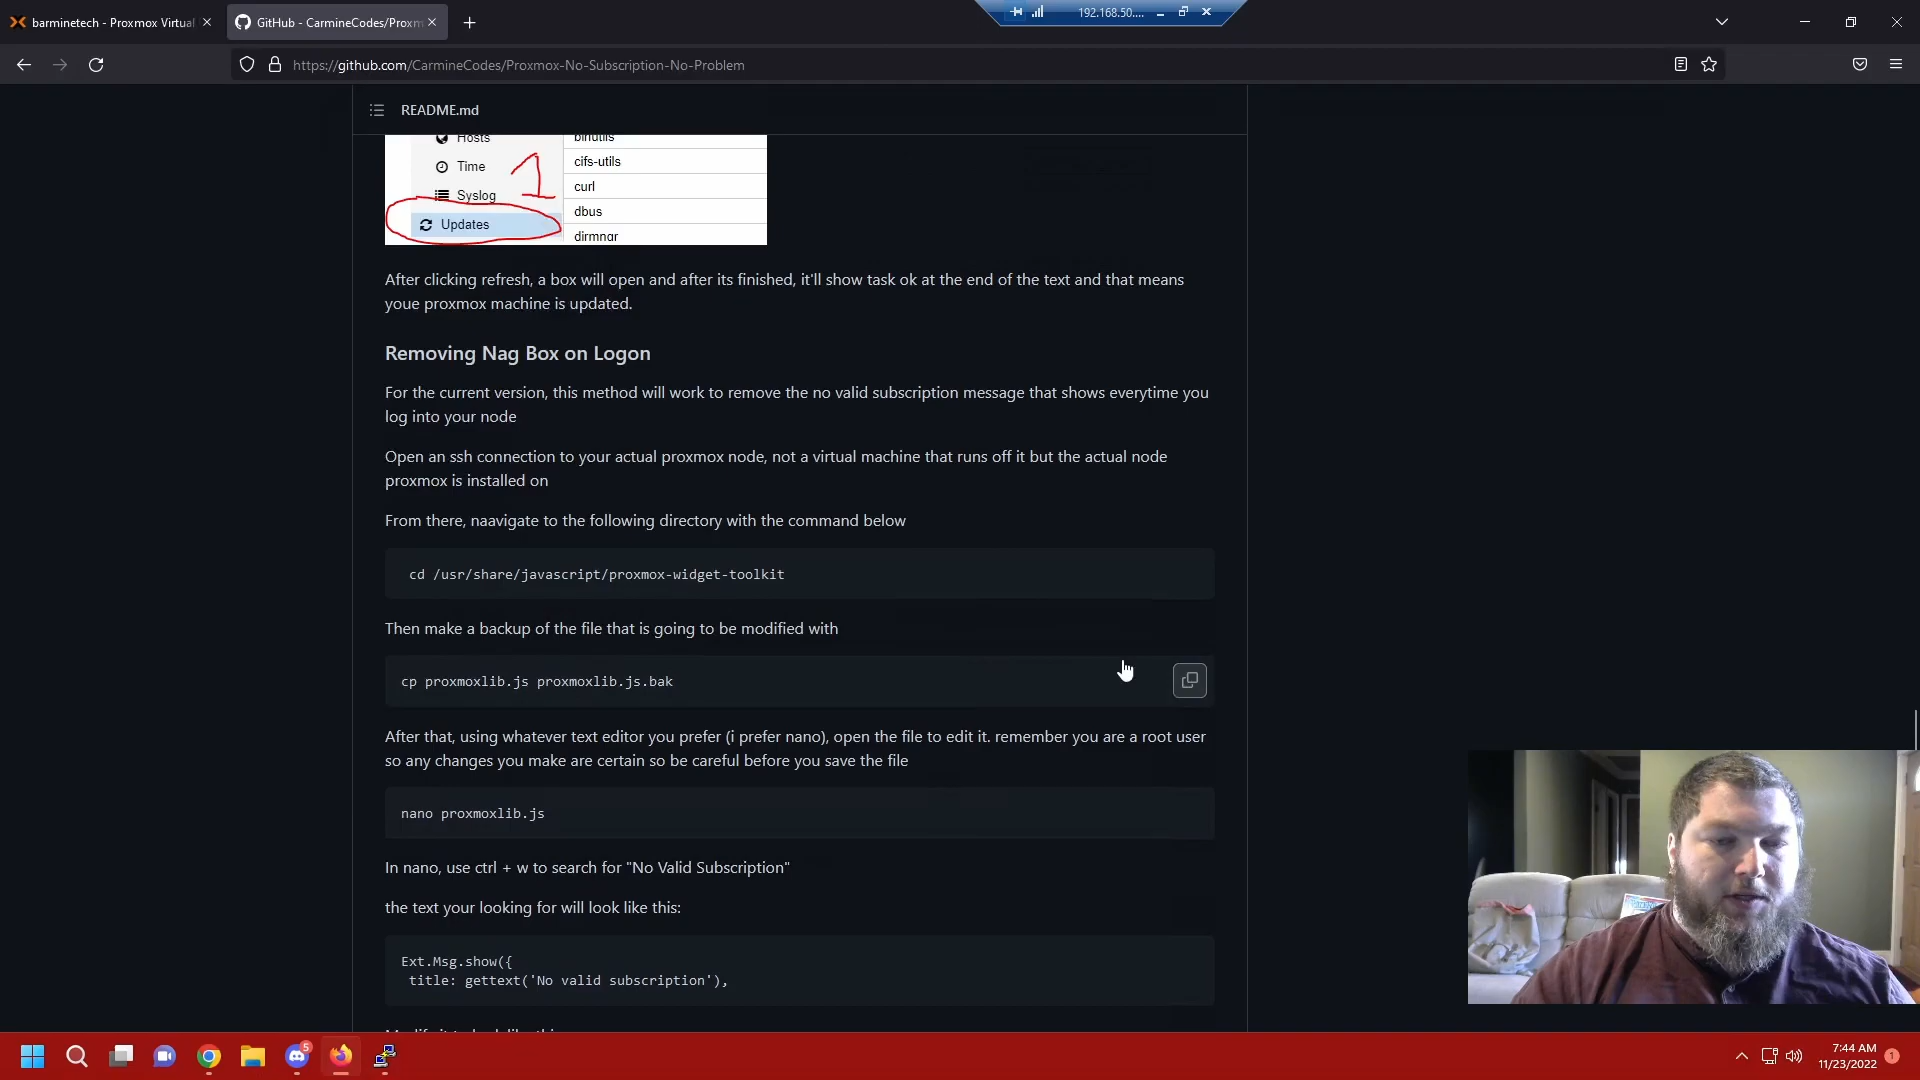 barminetech - Proxmox Virtual
GitHub - CarmineCodes/Proxm
192.168.50....
https://github.com/CarmineCodes/Proxmox-No-Subscription-No-Problem
README.md
Hosts
binutils
Time
cifs-utils
1
curl
Syslog
dbus
Updates
dirmngr
After clicking refresh, a box will open and after its finished, it'll show task ok at the end of the text and that means
youe proxmox machine is updated.
Removing Nag Box on Logon
For the current version, this method will work to remove the no valid subscription message that shows everytime you
log into your node
Open an ssh connection to your actual proxmox node, not a virtual machine that runs off it but the actual node
proxmox is installed on
From there, naavigate to the following directory with the command below
cd /usr/share/javascript/proxmox-widget-toolkit
Then make a backup of the file that is going to be modified with
cp proxmoxlib.js proxmoxlib.js.bak
After that, using whatever text editor you prefer (i prefer nano), open the file to edit it. remember you are a root user
so any changes you make are certain so be careful before you save the file
nano proxmoxlib.js
In nano, use ctrl + w to search for "No Valid Subscription"
the text your looking for will look like this:
Ext.Msg.show({
title: gettext('No valid subscription'),
5
7:44 AM
11/23/2022
1